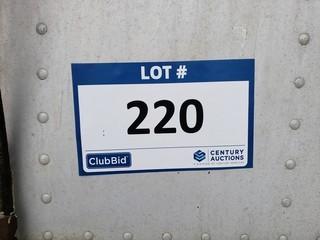 LOT #
220
ClubBid
CENTURY
AUCTIONS